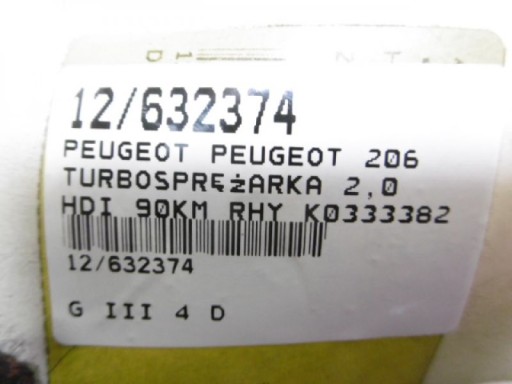 12/632374
PEUGEOT PEUGEOT 206
TURBOSPRĘŻARKA 2,0
HDI 90KM RHY K0333382
12/632374
G III 4 D